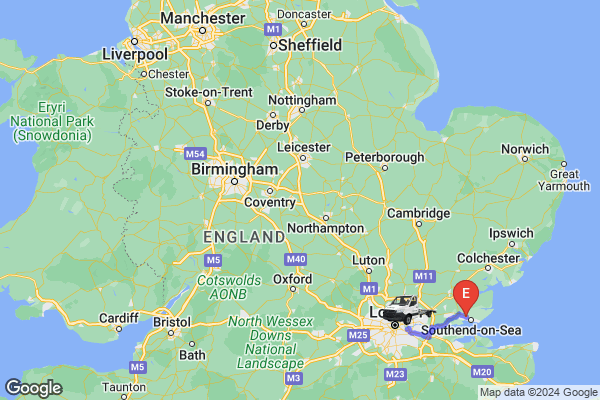 Doncaster
Manchester
M1
Liverpool
Sheffield
Chester
Eryri
National Park
(Snowdonia)
Stoke-on-Trent
Nottingham
Derby
M54
Leicester
Peterborough
Norwich
Birmingham
Great
Yarmouth
Coventry
Cambridge
Northampton
ENGLAND
Ipswich
M5
M40
Luton
M11
Colchester
Cotswolds
AONB
Oxford
M1
E
Lo
Cardiff
Bristol
North Wessex
Downs
National
Landscape
M25
Southend-on-Sea
Bath
M5
M3
M23
M20
Taunton
Google
Google
Map data ©2024 Google